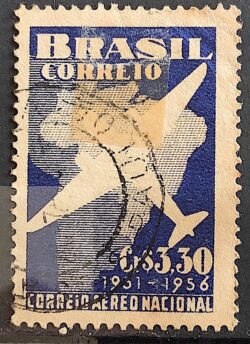 BRASIL
CORREIO
Cr$3,30
1931-1956
CORREIO AÉREO NACIONAL